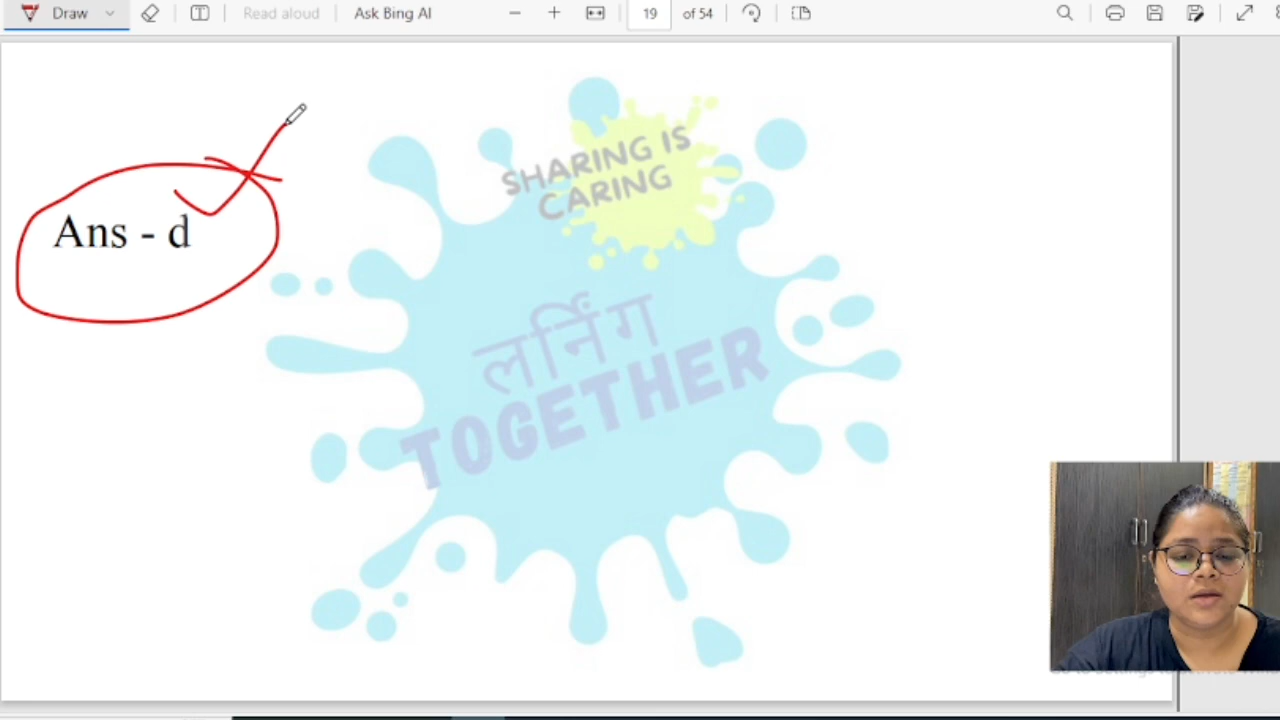 Draw
Read aloud
Ask Bing AI
19
of 54
SHARING IS
CARING
Ans - d
लर्निंग
TOGETHER